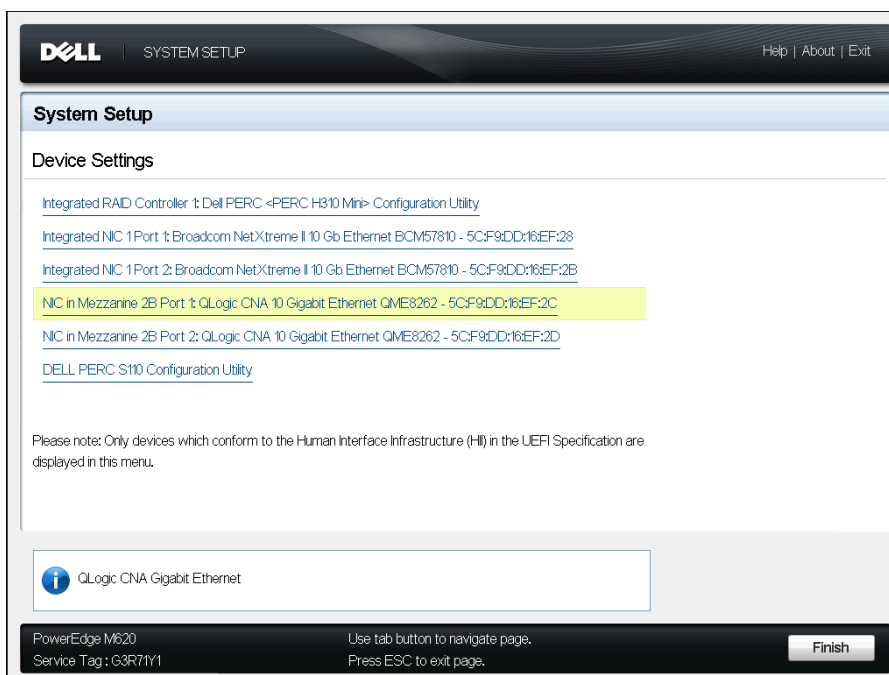 DELL SYSTEM SETUP Help | About | Exit
System Setup
Device Settings
Integrated RAID Controller 1: Dell PERC <PERC H310 Mini> Configuration Utility
Integrated NIC 1 Port 1: Broadcom NetXtreme II 10 Gb Ethernet BCM57810 - 5C:F9:DD:16:EF:28
Integrated NIC 1 Port 2: Broadcom NetXtreme II 10 Gb Ethernet BCM57810 - 5C:F9:DD:16:EF:2B
NIC in Mezzanine 2B Port 1: QLogic CNA 10 Gigabit Ethernet QME8262 - 5C:F9:DD:16:EF:2C
NIC in Mezzanine 2B Port 2: QLogic CNA 10 Gigabit Ethernet QME8262 - 5C:F9:DD:16:EF:2D
DELL PERC S110 Configuration Utility
Please note: Only devices which conform to the Human Interface Infrastructure (HII) in the UEFI Specification are
displayed in this menu.
QLogic CNA Gigabit Ethernet
PowerEdge M620 Use tab button to navigate page.
Service Tag : G3R71Y1 Press ESC to exit page.
Finish